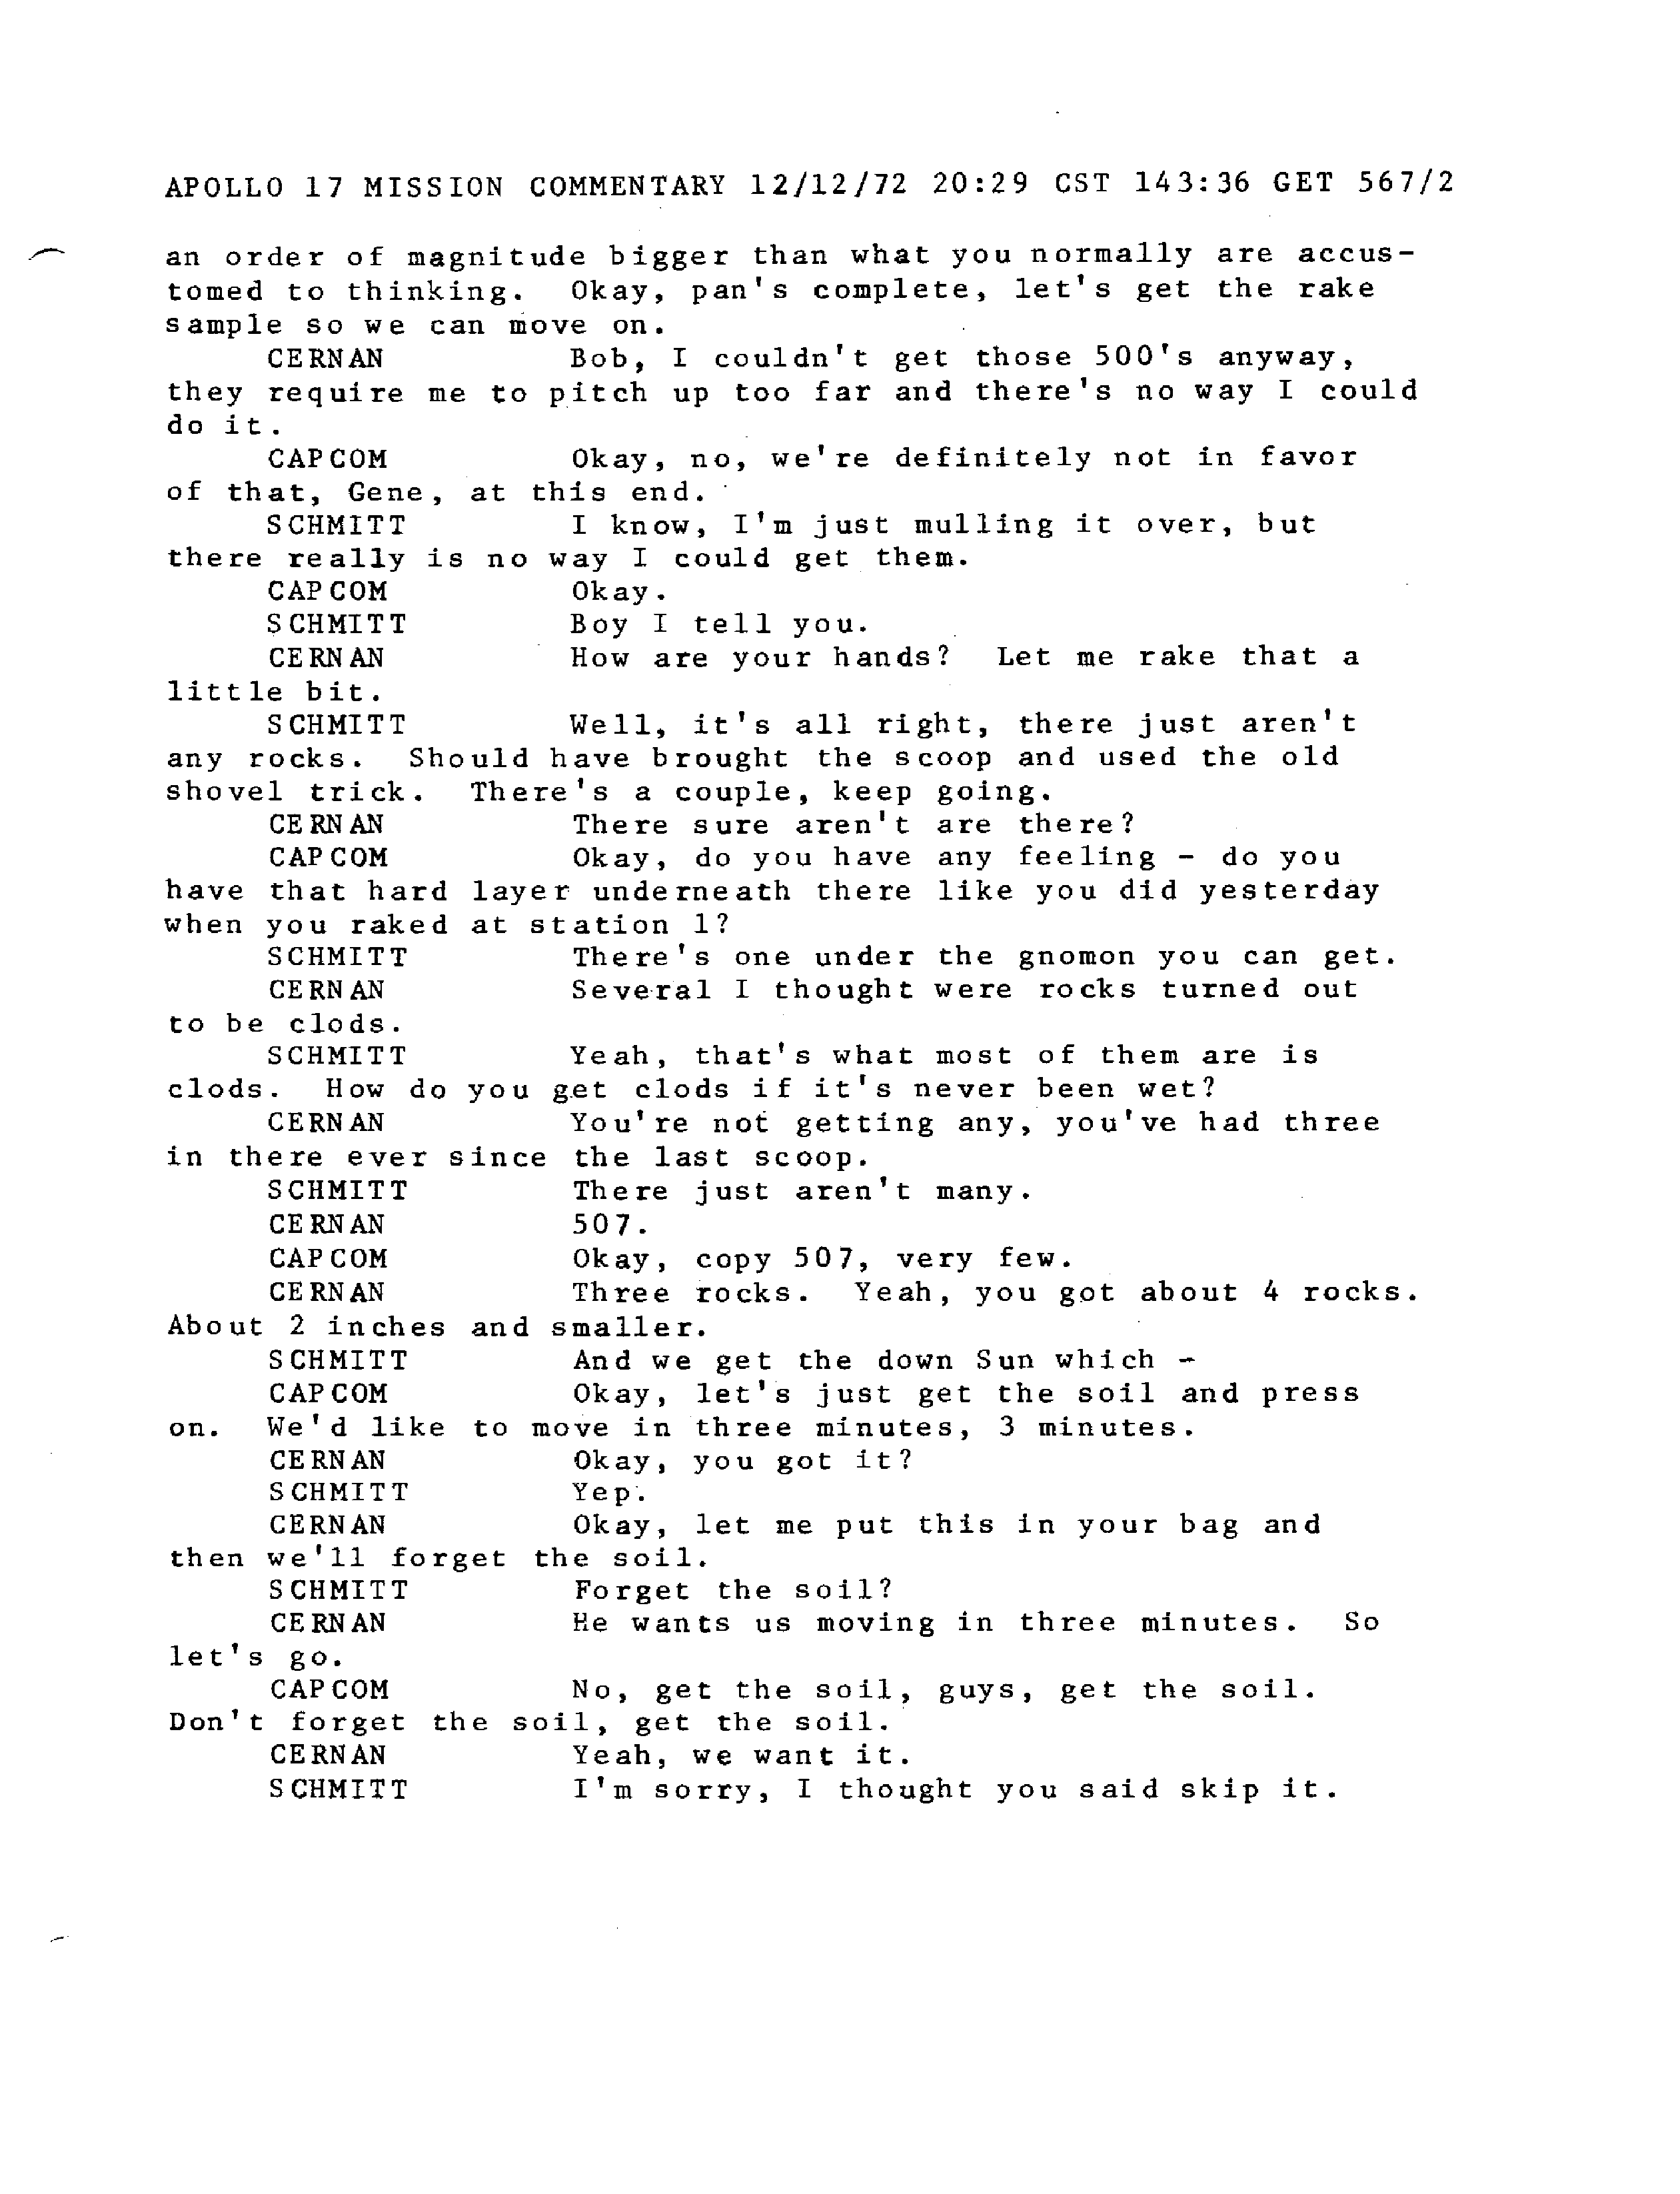 APOLLO 17 MISSION COMMENTARY 12/12/72 20:29 CST 143:36 GET 567/2
an order of magnitude bigger than what you normally are accus-
tomed to thinking. Okay, pan's complete, let's get the rake
sample so we can move on.
CERNAN Bob, I couldn't get those 500's anyway,
they require me to pitch up too far and there's no way I could
do it.
CAPCOM Okay, no, we're definitely not in favor
of that, Gene, at this end.
SCHMITT I know, I'm just mulling it over, but
there really is no way I could get them.
CAPCOM Okay.
SCHMITT Boy I tell you.
CERNAN How are your hands? Let me rake that a
little bit.
SCHMITT Well, it's all right, there just aren't
any rocks. Should have brought the scoop and used the old
shovel trick. There's a couple, keep going.
CERNAN There sure aren't are there?
CAPCOM Okay, do you have any feeling - do you
have that hard layer underneath there like you did yesterday
when you raked at station 1?
SCHMITT There's one under the gnomon you can get.
CERNAN Several I thought were rocks turned out
to be clods.
SCHMITT Yeah, that's what most of them are is
clods. How do you get clods if it's never been wet?
CERNAN You're not getting any, you've had three
in there ever since the last scoop.
SCHMITT There just aren't many.
CERNAN 507.
CAPCOM Okay, copy 507, very few.
CERNAN Three rocks. Yeah, you got about 4 rocks.
About 2 inches and smaller.
SCHMITT And we get the down Sun which -
CAPCOM Okay, let's just get the soil and press
on. We'd like to move in three minutes, 3 minutes.
CERNAN Okay, you got it?
SCHMITT Yep.
CERNAN Okay, let me put this in your bag and
then we'll forget the soil.
SCHMITT Forget the soil?
CERNAN He wants us moving in three minutes. So
let's go.
CAPCOM No, get the soil, guys, get the soil.
Don't forget the soil, get the soil.
CERNAN Yeah, we want it.
SCHMITT I'm sorry, I thought you said skip it.